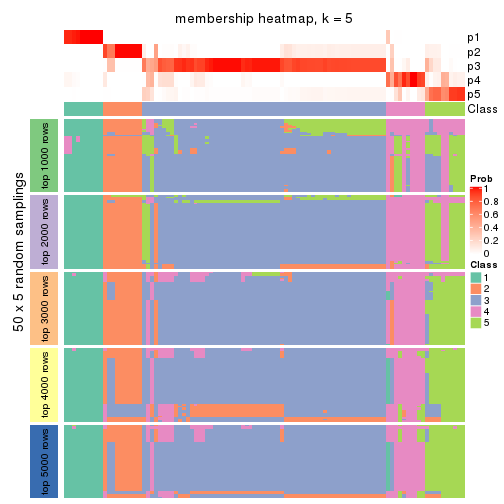 membership heatmap, k = 5
p1
p2
p3
p4
p5
Class
50 x 5 random samplings
top 1000 rows
top 2000 rows
top 3000 rows
top 4000 rows
top 5000 rows
Prob
1
0.8
0.6
0.4
0.2
0
Class
1
2
3
4
5